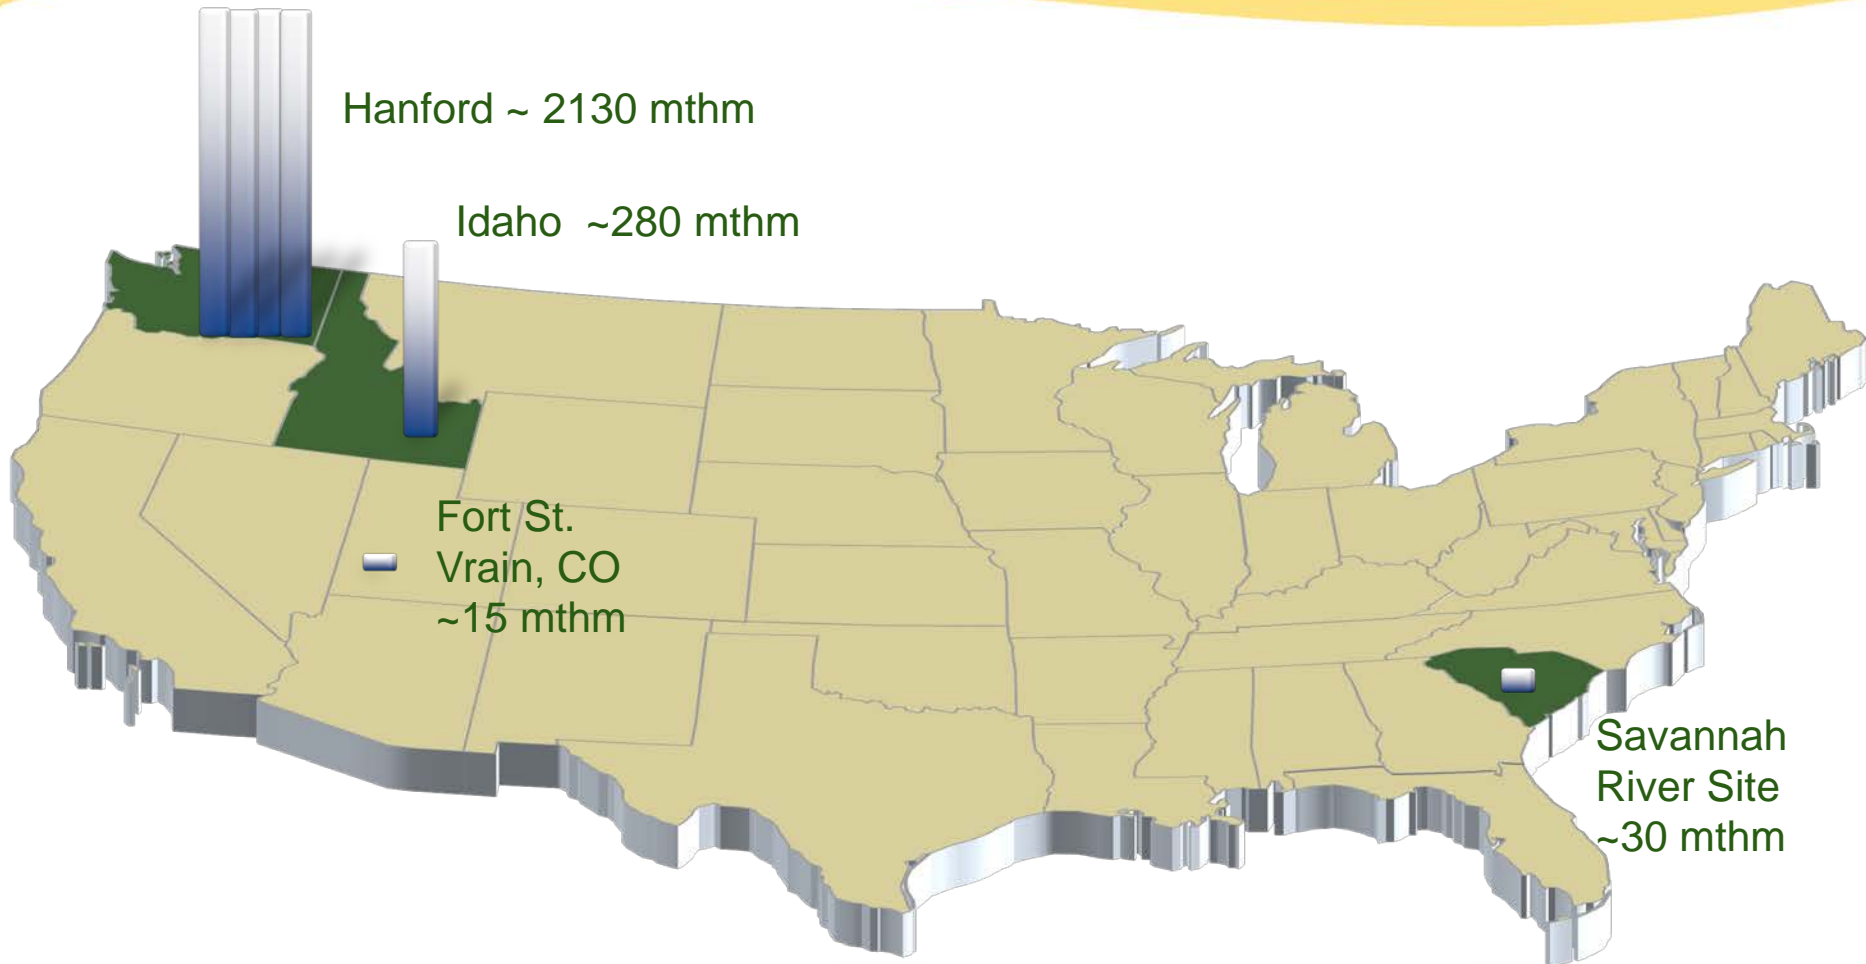 Hanford ~ 2130 mthm
Idaho  ~280 mthm
Fort St.
Vrain, CO
~15 mthm
Savannah
River Site
~30 mthm